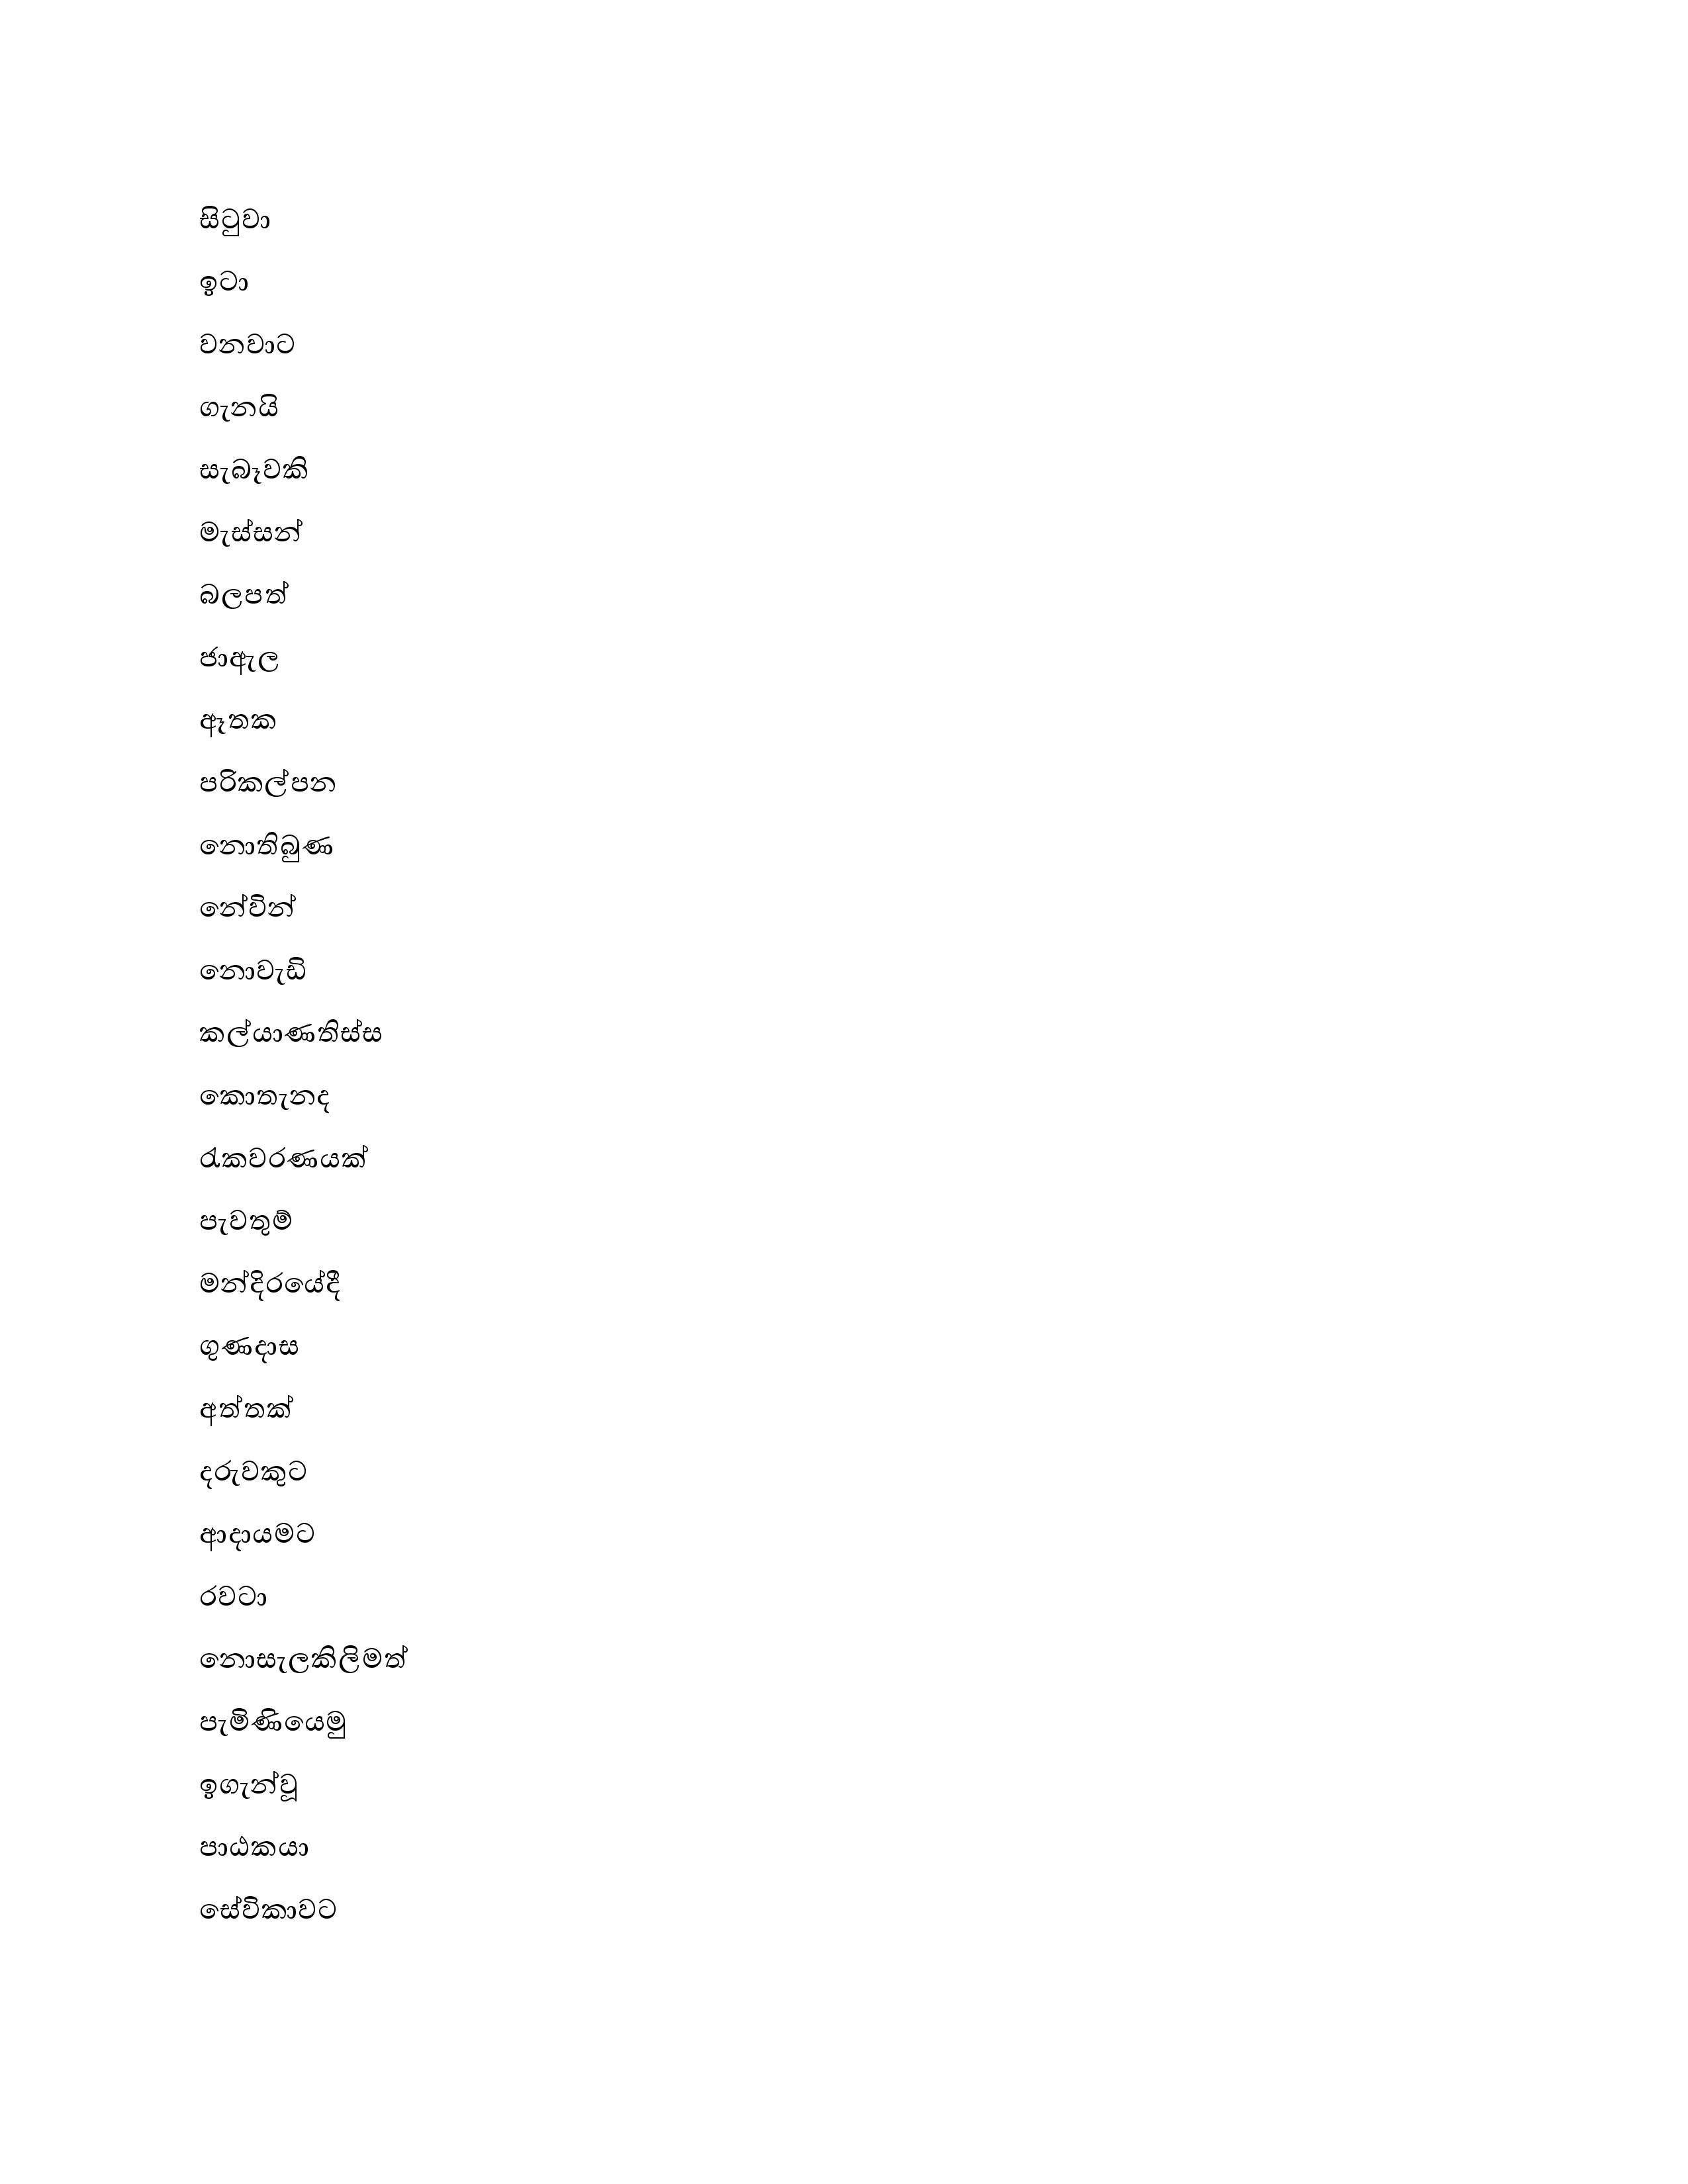 සිටුවා
ඉටා
වනවාට
ගැනයි
සැබෑවකි
මැස්සන්
බලපත්
ජාඇල
ඈතක
පරිකල්පන
නොතිබුණ
නේවින්
නොවැඩි
කල්යාණතිස්ස
කොතැනද
රැකවරණයක්
පැවතුම්
මන්දිරයේදී
ගුණදාස
අත්තක්
දරුවකුට
ආදායමට
රවටා
නොසැලකිලිමත්
පැමිණියෙමු
ඉගැන්වූ
පාඨකයා
සේවිකාවට